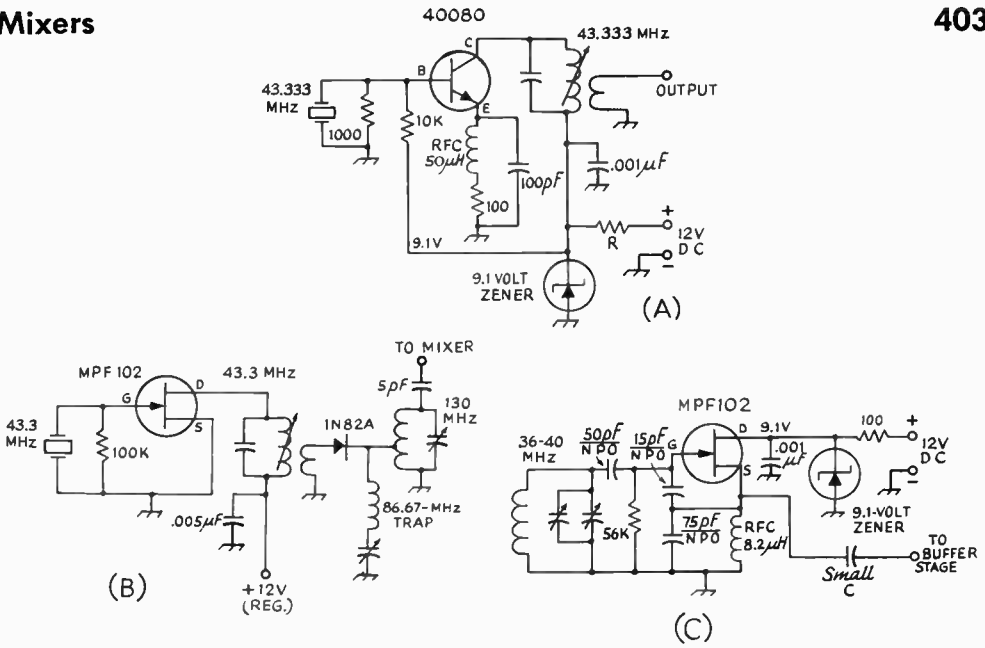 Mixers
403
40080
C
43.333 MHz
B
43.333
MHz
OUTPUT
1000
10K
E
RFC
50µH
100pF
.001µF
100
9.1V
R
+
12V
DC
–
9.1 VOLT
ZENER
(A)
TO MIXER
MPF102
43.3 MHz
5pF
G
D
S
43.3
MHz
1N82A
130
MHz
100K
86.67-MHz
TRAP
.005µF
+12V
(REG.)
(B)
MPF102
36-40
MHz
50pF
NPO
15pF
NPO
G
D
S
9.1V
.001
µF
100
+
12V
DC
–
56K
75pF
NPO
RFC
8.2µH
9.1-VOLT
ZENER
Small
C
TO
BUFFER
STAGE
(C)